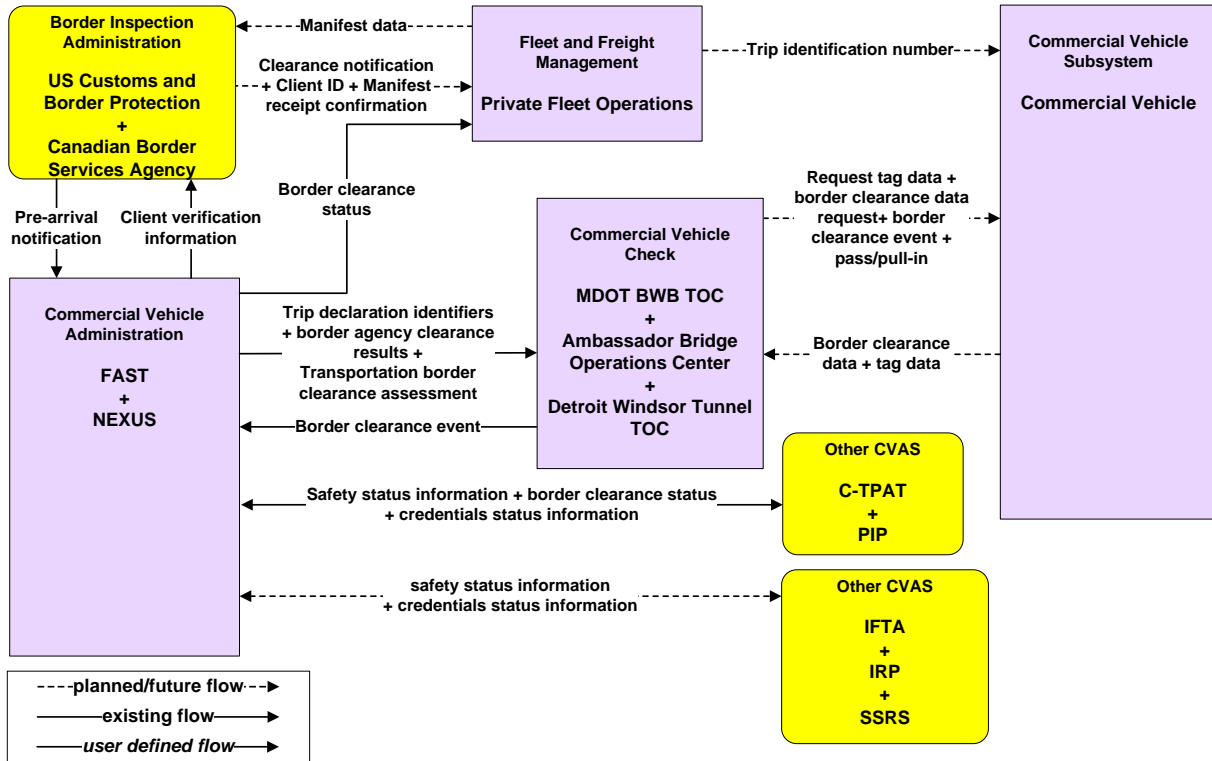 Border Inspection
Administration
US Customs and
Border Protection
+
Canadian Border
Services Agency
Manifest data
Clearance notification
+ Client ID + Manifest
receipt confirmation
Fleet and Freight
Management
Private Fleet Operations
Trip identification number
Commercial Vehicle
Subsystem
Commercial Vehicle
Border clearance
status
Pre-arrival
notification
Client verification
information
Request tag data +
border clearance data
request+ border
clearance event +
pass/pull-in
Commercial Vehicle
Check
MDOT BWB TOC
+
Ambassador Bridge
Operations Center
+
Detroit Windsor Tunnel
TOC
Commercial Vehicle
Administration
FAST
+
NEXUS
Trip declaration identifiers
+ border agency clearance
results +
Transportation border
clearance assessment
Border clearance
data + tag data
Border clearance event
Other CVAS
C-TPAT
+
PIP
Safety status information + border clearance status
+ credentials status information
safety status information
+ credentials status information
Other CVAS
IFTA
+
IRP
+
SSRS
planned/future flow
existing flow
user defined flow